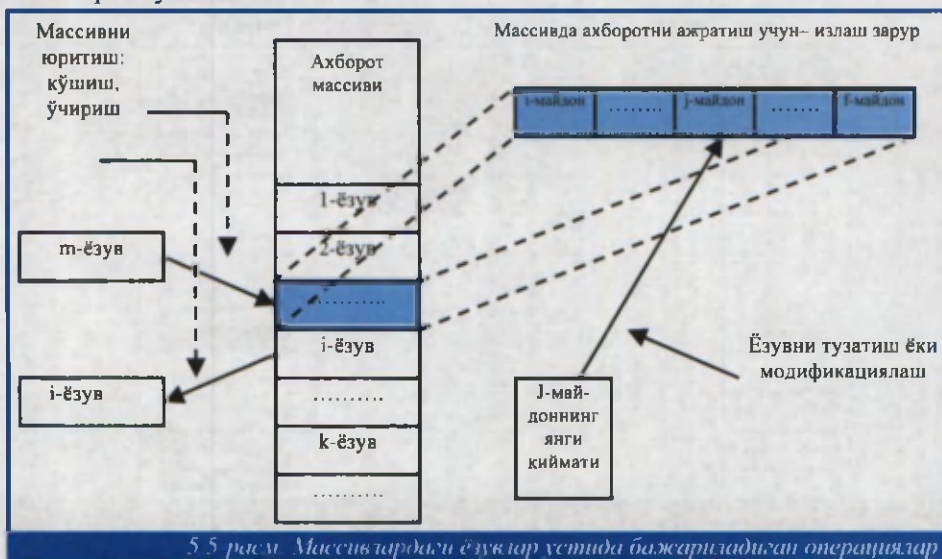 Массивни
юритиш:
кўшиш,
ўчириш
Ахборот
массиви
Массивда ахборотни ажратиш учун– излаш зарур
ı-майдон ......... j-майдон ........ f-майдон
1-ёзув
2-ёзув
...........
i-ёзув
..........
k-ёзув
..........
m-ёзув
i-ёзув
J-май-
доннинг
янги
қиймати
Ёзувни тузатиш ёки
модификациялаш
5.5-расм. Массивлардаги ёзувлар устида бажариладиган операциялар